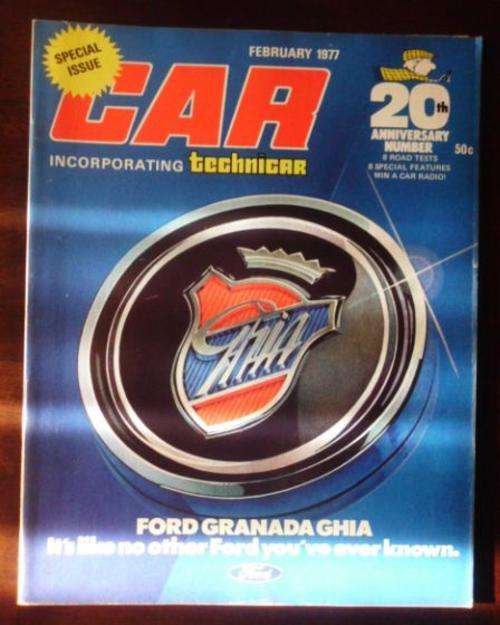 SPECIAL
ISSUE
FEBRUARY 1977
CAR
INCORPORATING technicar
20th
ANNIVERSARY
NUMBER
50c
8 ROAD TESTS
8 SPECIAL FEATURES
WIN A CAR RADIO!
Ghia
FORD GRANADA GHIA
It's like no other Ford you've ever known.
Ford